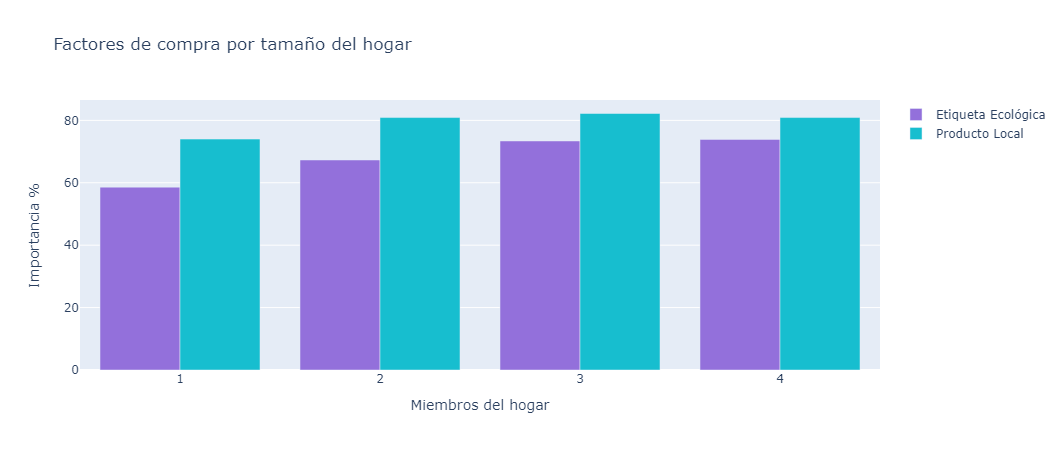 Factores de compra por tamaño del hogar
Etiqueta Ecológica
Producto Local
Importancia %
80
60
40
20
0
1
2
3
4
Miembros del hogar